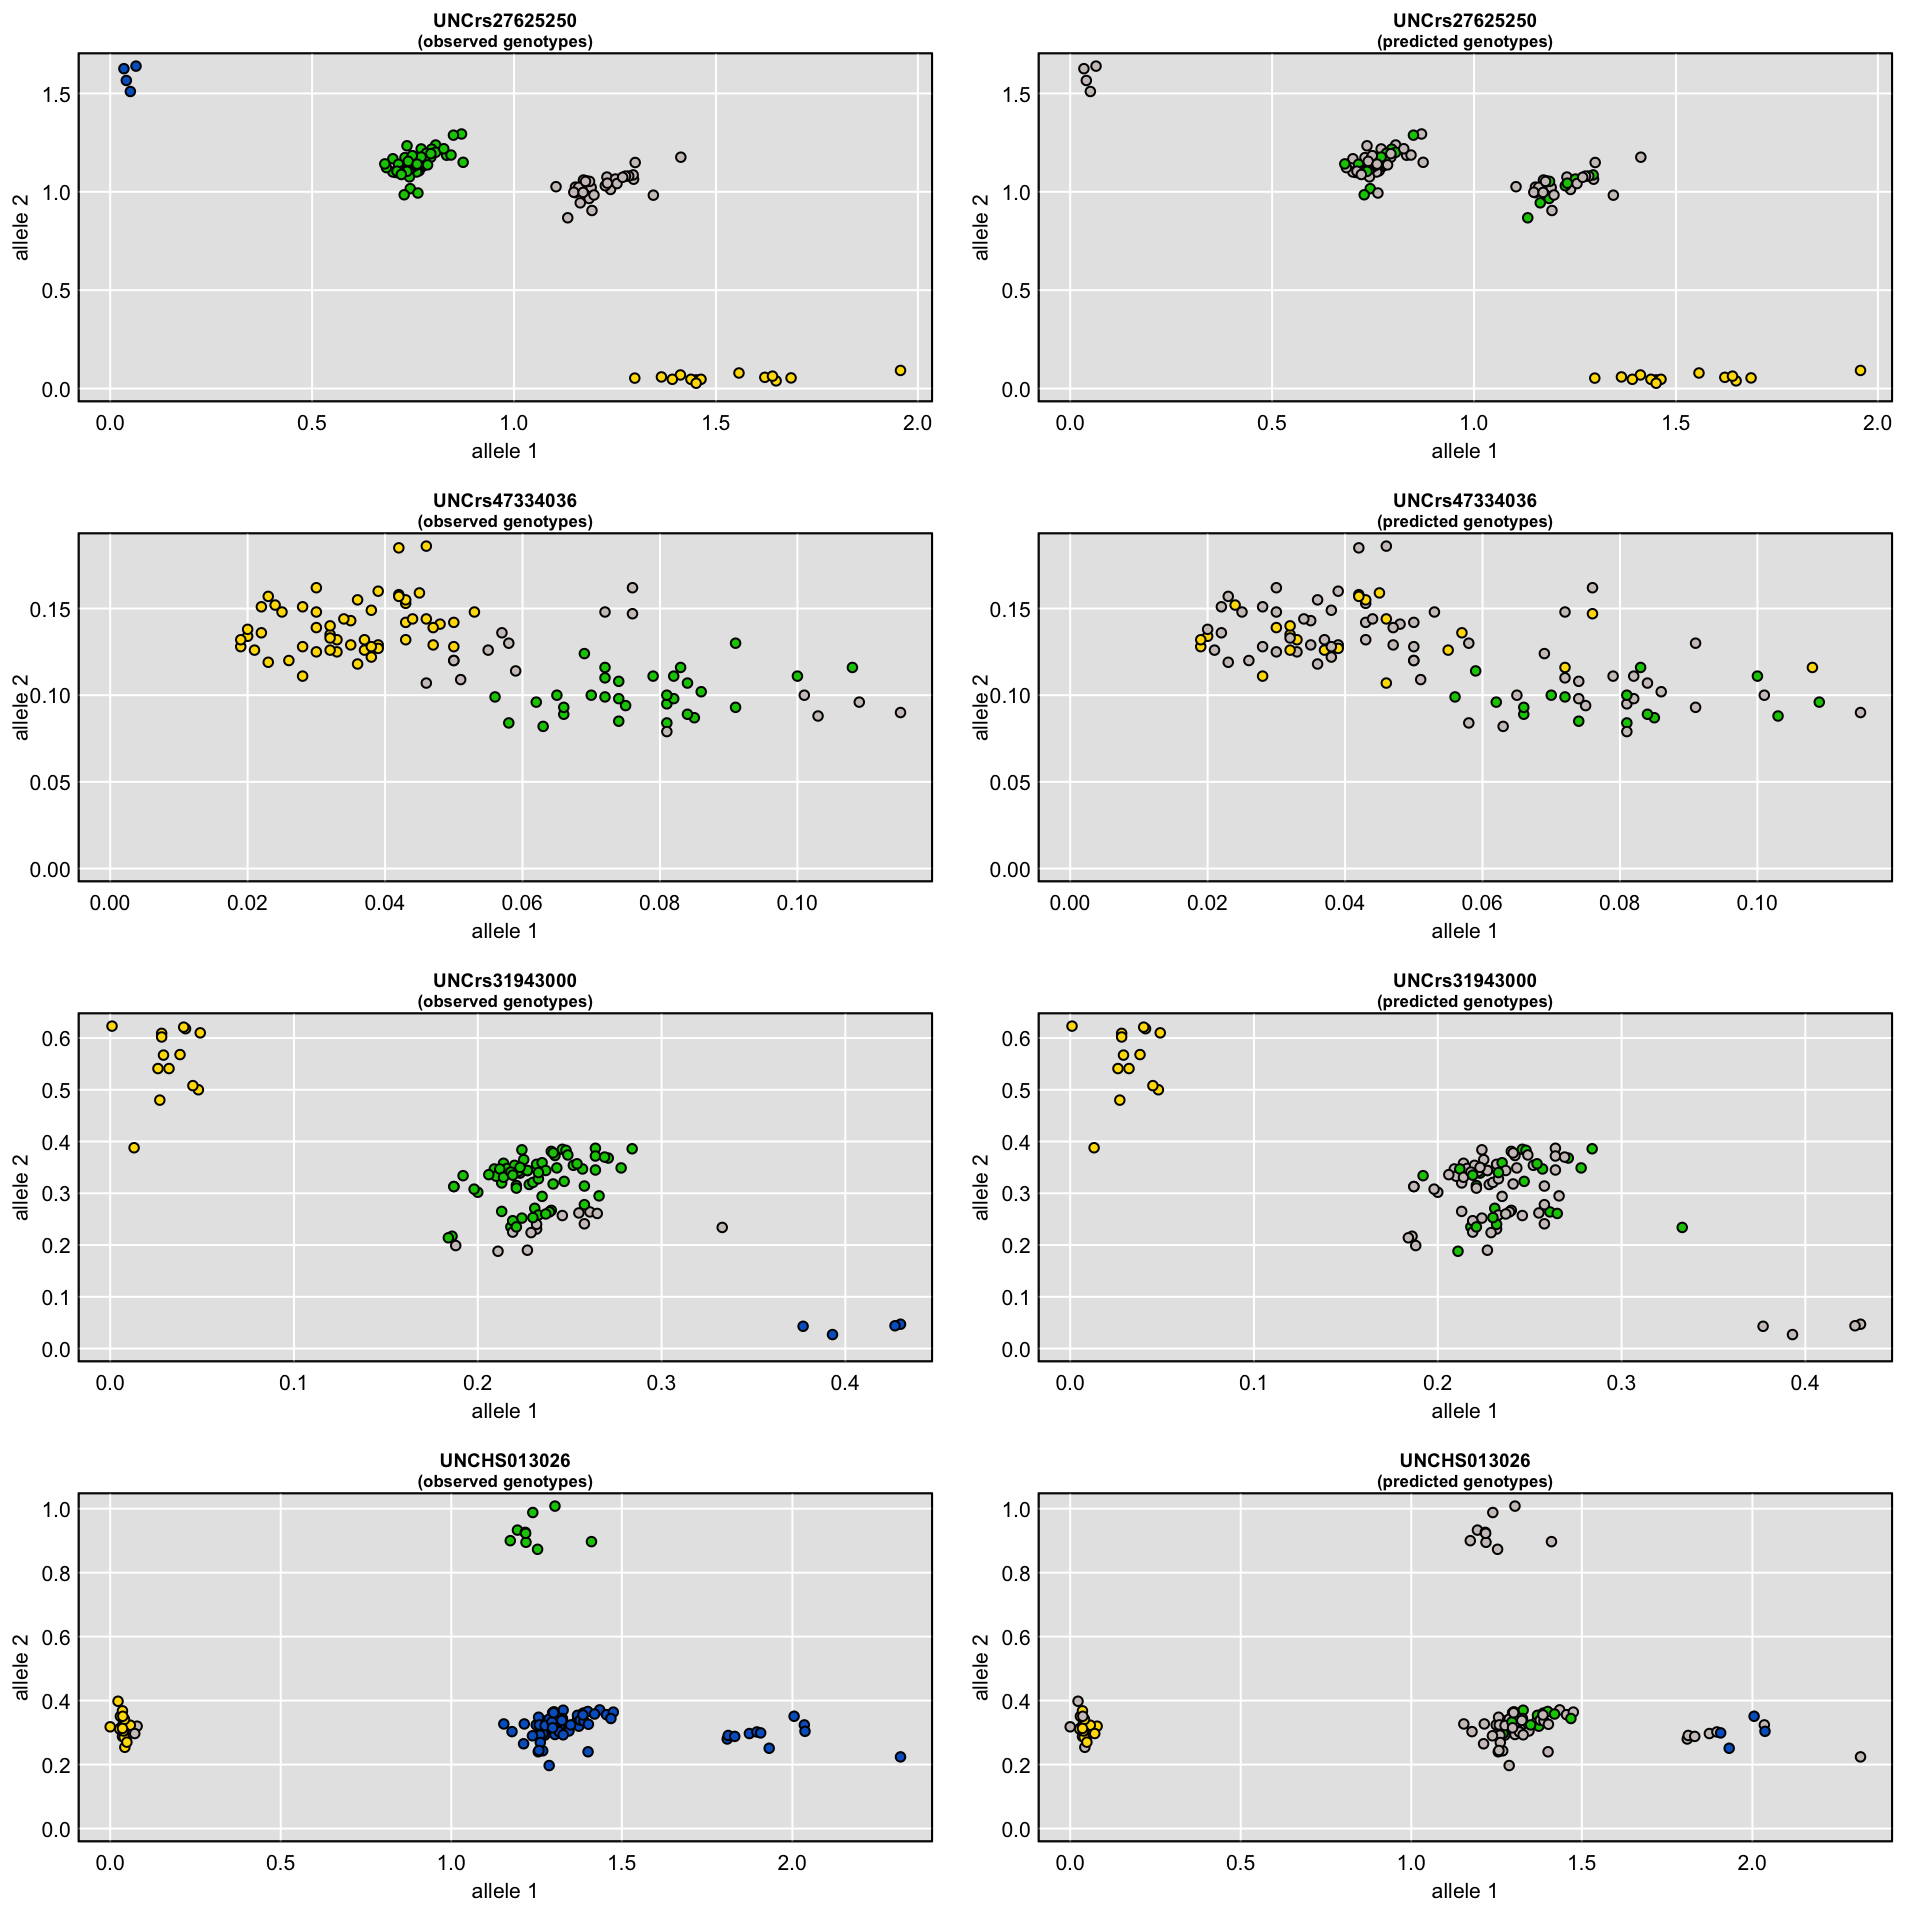 UNCrs27625250
(observed genotypes)
allele 2
1.5
1.0
0.5
0.0
0.0 0.5 1.0 1.5 2.0
allele 1
UNCrs27625250
(predicted genotypes)
allele 2
1.5
1.0
0.5
0.0
0.0 0.5 1.0 1.5 2.0
allele 1
UNCrs47334036
(observed genotypes)
allele 2
0.15
0.10
0.05
0.00
0.00 0.02 0.04 0.06 0.08 0.10
allele 1
UNCrs47334036
(predicted genotypes)
allele 2
0.15
0.10
0.05
0.00
0.00 0.02 0.04 0.06 0.08 0.10
allele 1
UNCrs31943000
(observed genotypes)
allele 2
0.6
0.5
0.4
0.3
0.2
0.1
0.0
0.0 0.1 0.2 0.3 0.4
allele 1
UNCrs31943000
(predicted genotypes)
allele 2
0.6
0.5
0.4
0.3
0.2
0.1
0.0
0.0 0.1 0.2 0.3 0.4
allele 1
UNCHS013026
(observed genotypes)
allele 2
1.0
0.8
0.6
0.4
0.2
0.0
0.0 0.5 1.0 1.5 2.0
allele 1
UNCHS013026
(predicted genotypes)
allele 2
1.0
0.8
0.6
0.4
0.2
0.0
0.0 0.5 1.0 1.5 2.0
allele 1